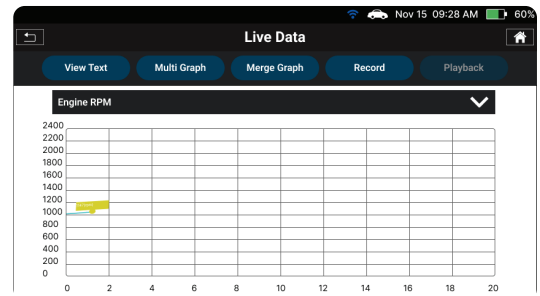 Nov 15 09:28 AM 60%
Live Data
View Text Multi Graph Merge Graph Record Playback
Engine RPM
2400
2200
2000
1800
1600
1400
1200
1000
800
600
400
200
0
0 2 4 6 8 10 12 14 16 18 20